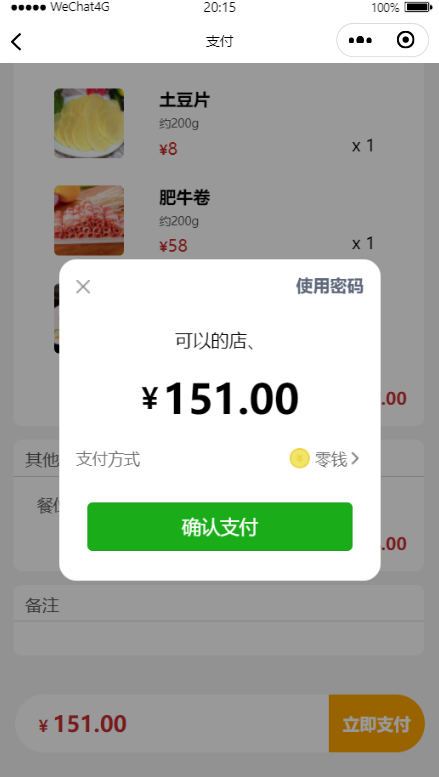 WeChat4G 20:15 100%
支付
土豆片
约200g
¥8 x 1
肥牛卷
约200g
¥58 x 1
使用密码
可以的店、
¥151.00
.00
支付方式 零钱
其他
餐位
.00
确认支付
备注
¥ 151.00 立即支付